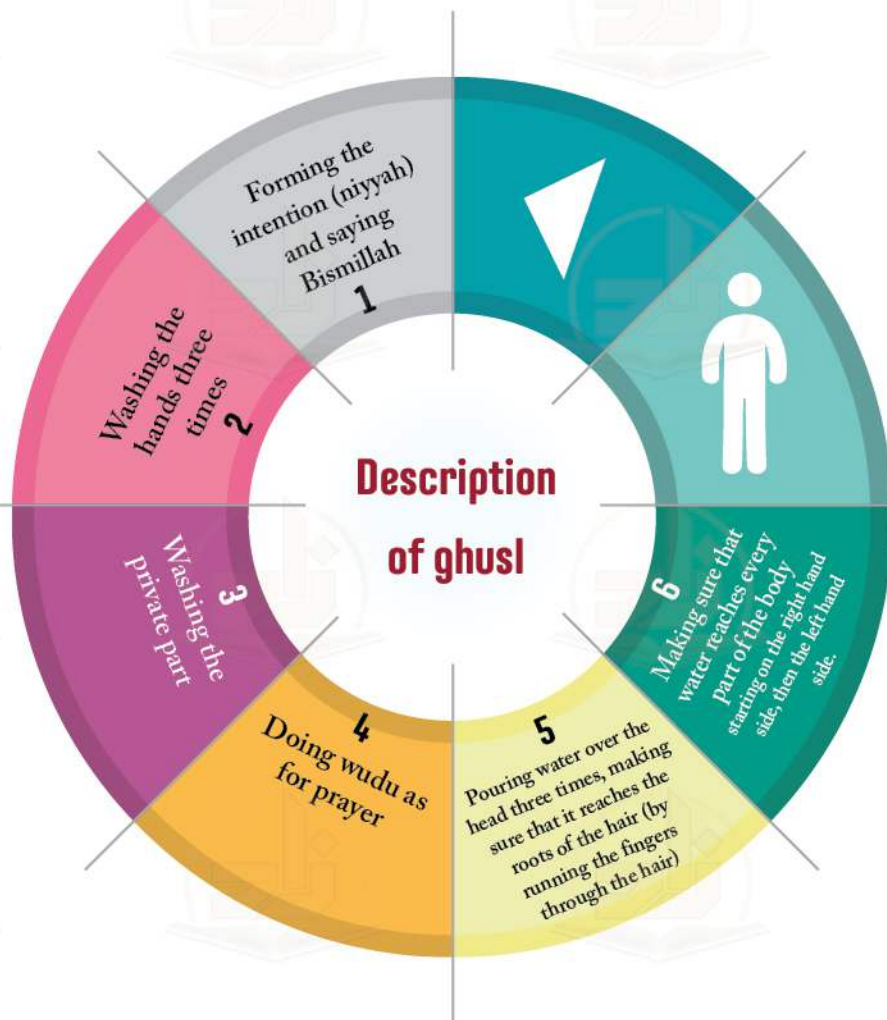 Description
of ghusl
Forming the
intention (niyyah)
and saying
Bismillah
1
Washing the
hands three
times
2
3
Washing the
private part
4
Doing wudu as
for prayer
5
Pouring water over the
head three times, making
sure that it reaches the
roots of the hair (by
running the fingers
through the hair)
6
Making sure that
water reaches every
part of the body
starting on the right hand
side, then the left hand
side.